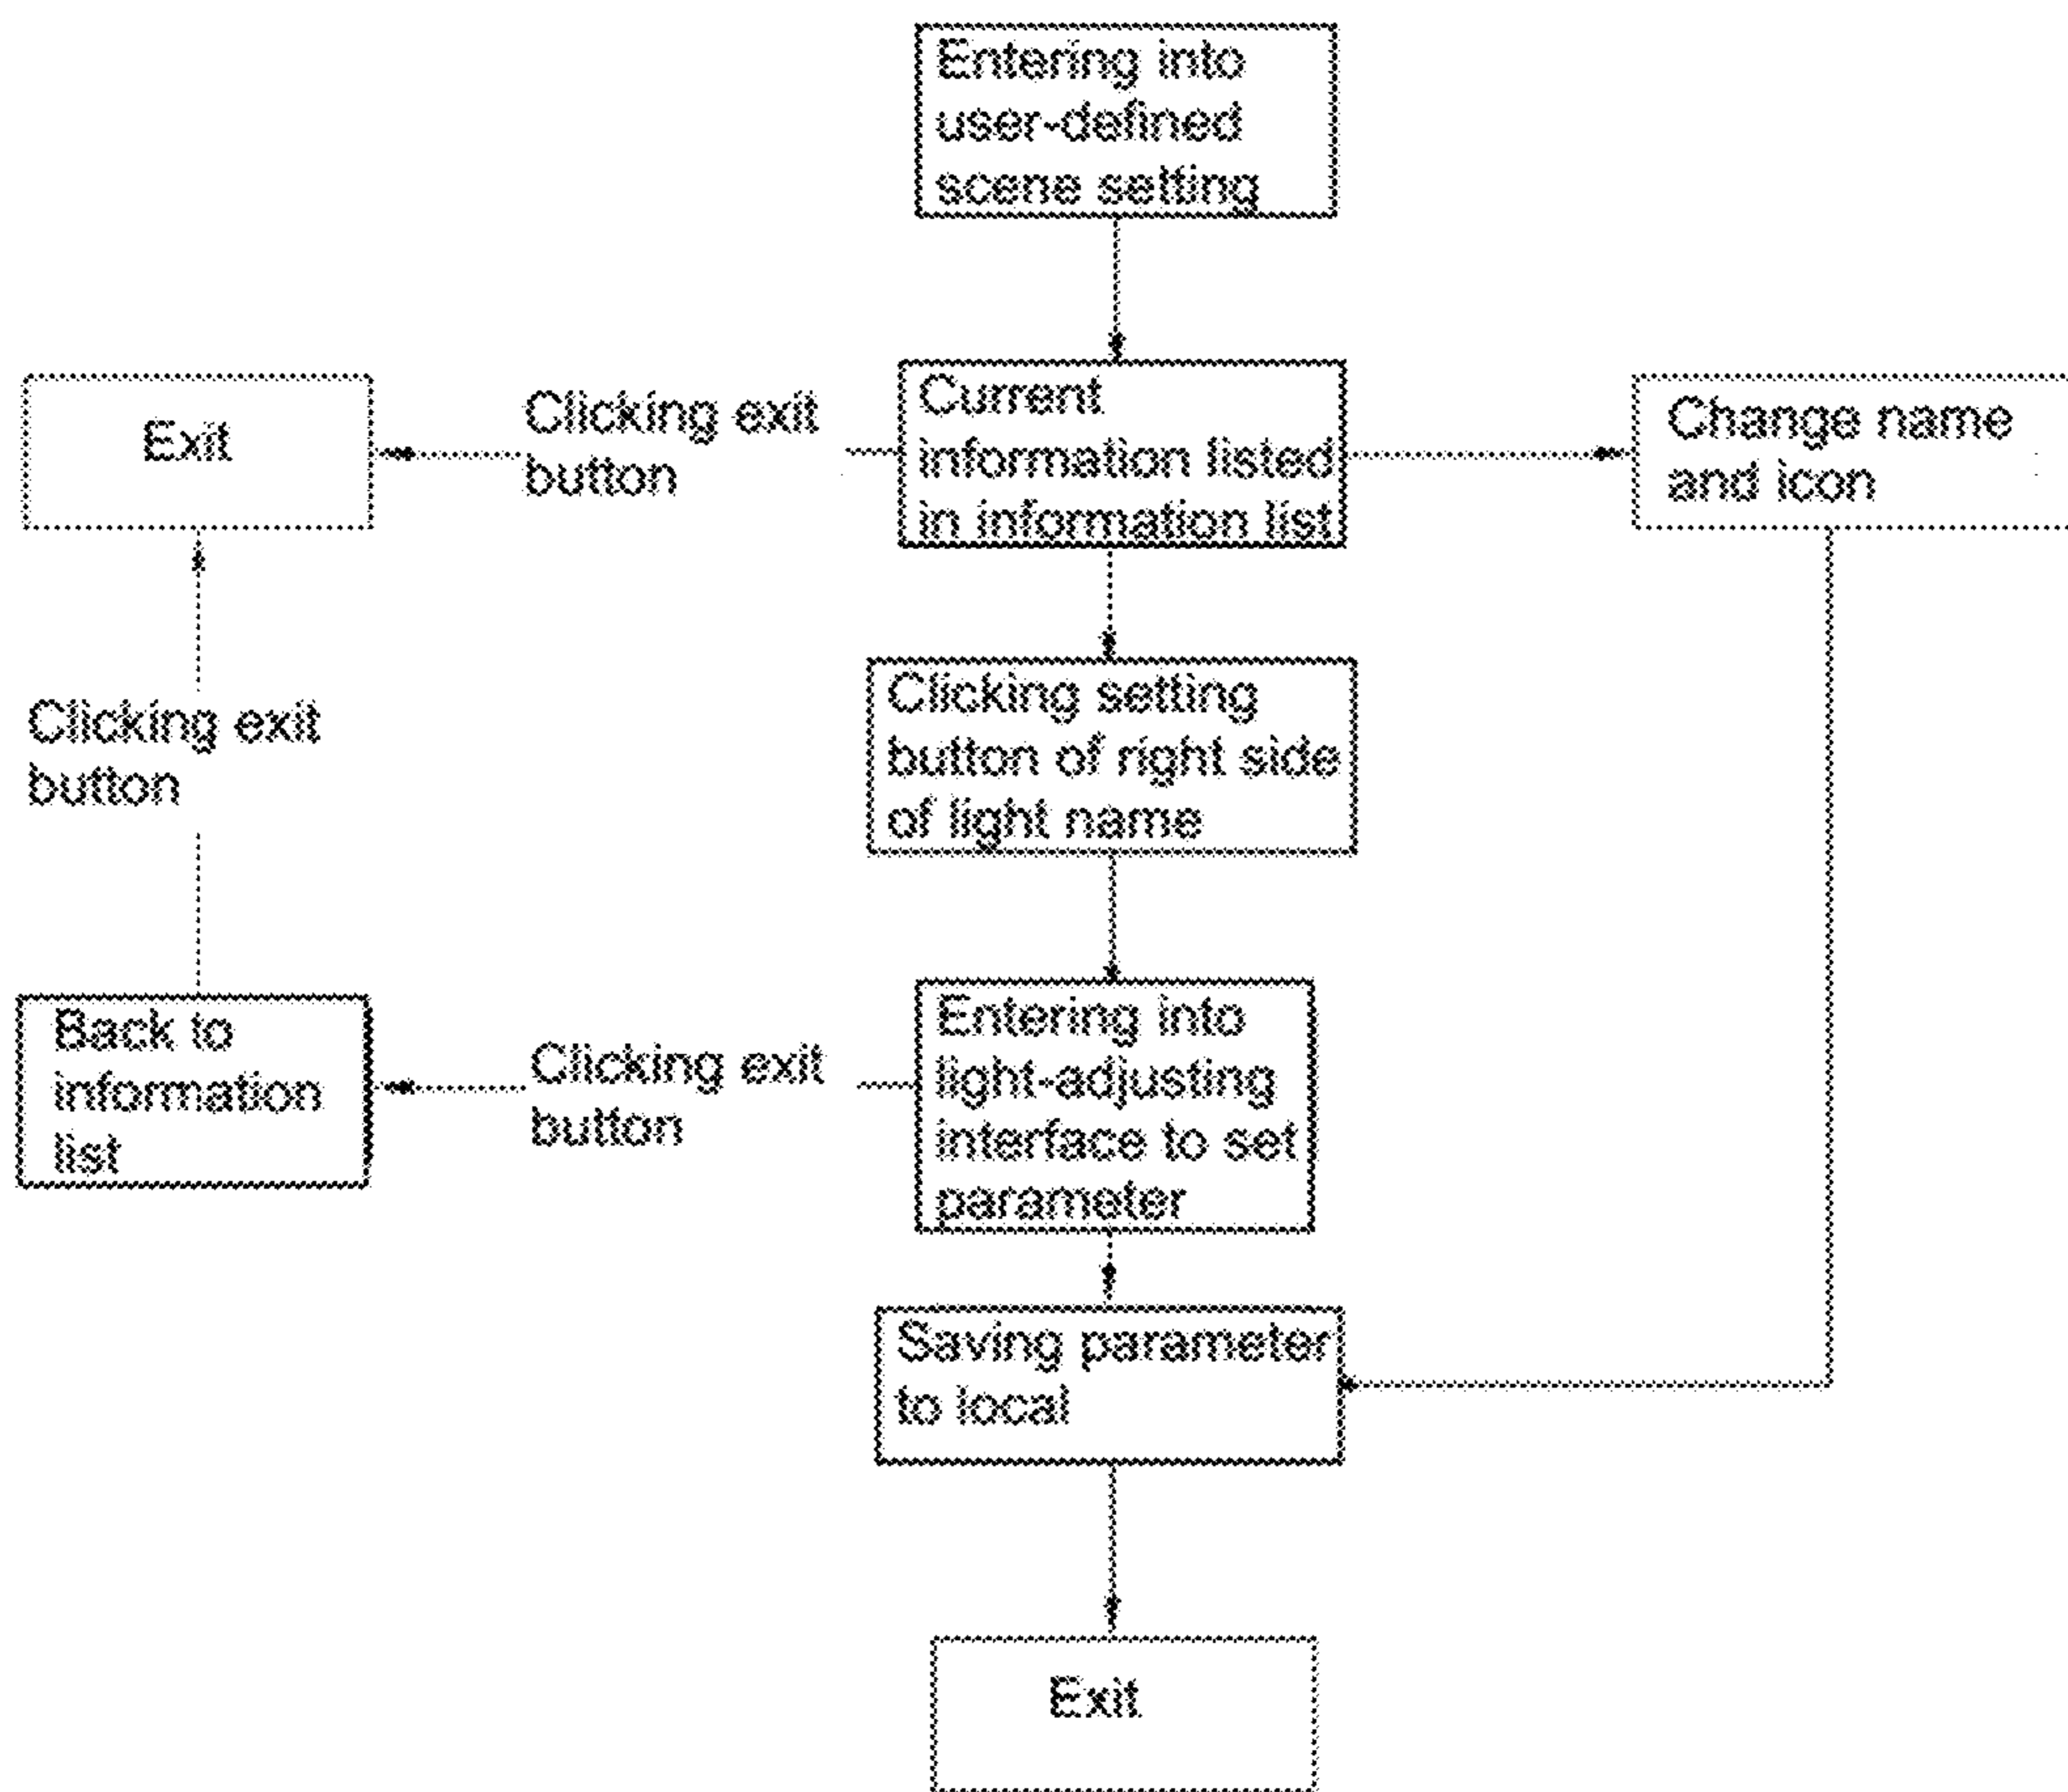 Entering into
user-defined
scene setting
Exit
Clicking exit
button
Current
information listed
in information list
Change name
and icon
Clicking exit
button
Clicking setting
button of right side
of light name
Back to
information
list
Clicking exit
button
Entering into
light-adjusting
interface to set
parameter
Saving parameter
to local
Exit